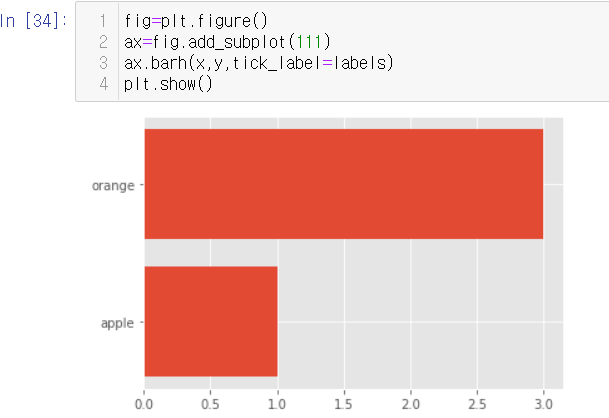 In [34]:
1 fig=plt.figure()
2 ax=fig.add_subplot(111)
3 ax.barh(x,y,tick_label=labels)
4 plt.show()
orange
apple
0.0 0.5 1.0 1.5 2.0 2.5 3.0